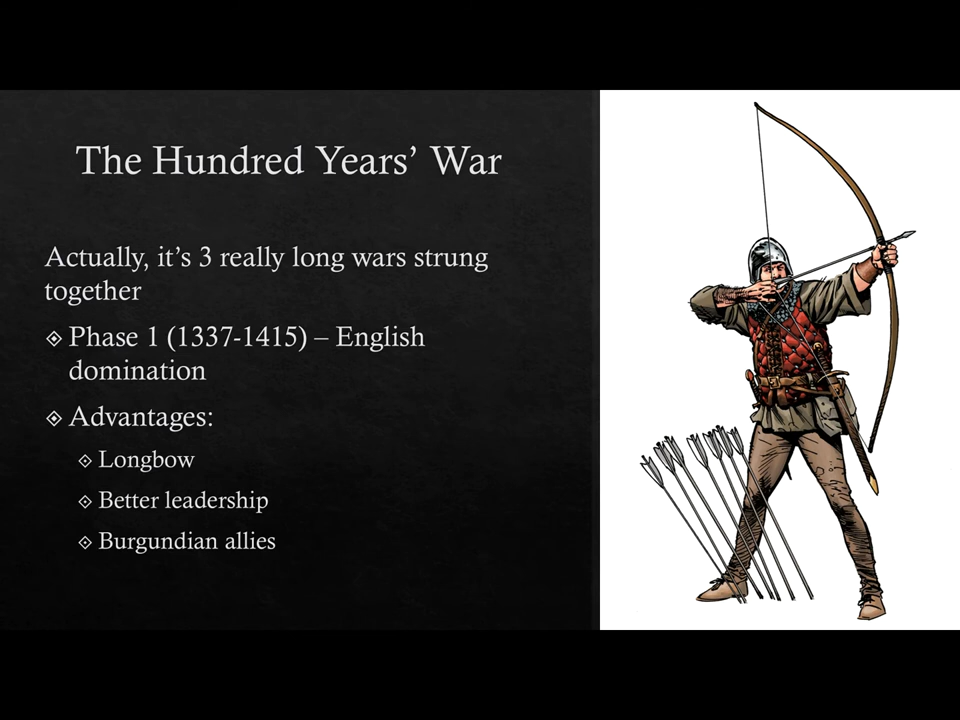 The Hundred Years’ War
Actually, it’s 3 really long wars strung
together
Phase 1 (1337-1415) – English
domination
Advantages:
Longbow
Better leadership
Burgundian allies